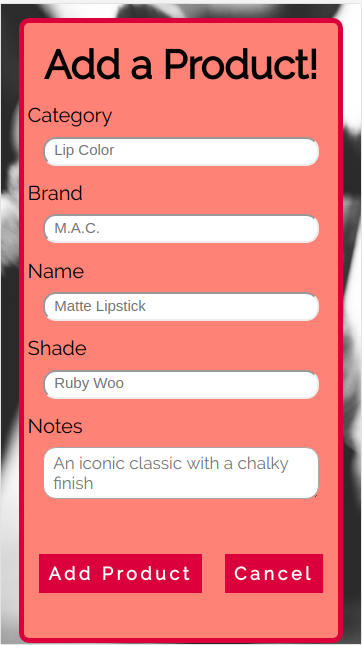 Add a Product!
Category
Lip Color
Brand
M.A.C.
Name
Matte Lipstick
Shade
Ruby Woo
Notes
An iconic classic with a chalky
finish
Add Product
Cancel